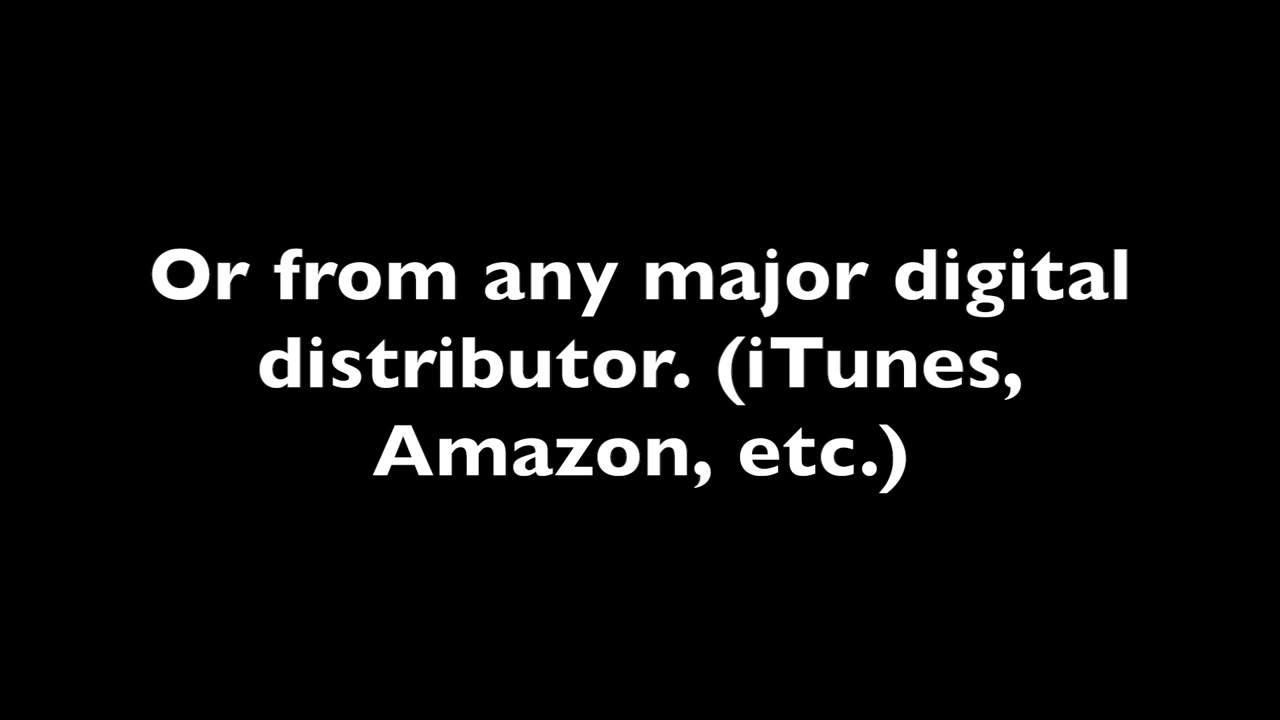 Or from any major digital
distributor. (iTunes,
Amazon, etc.)